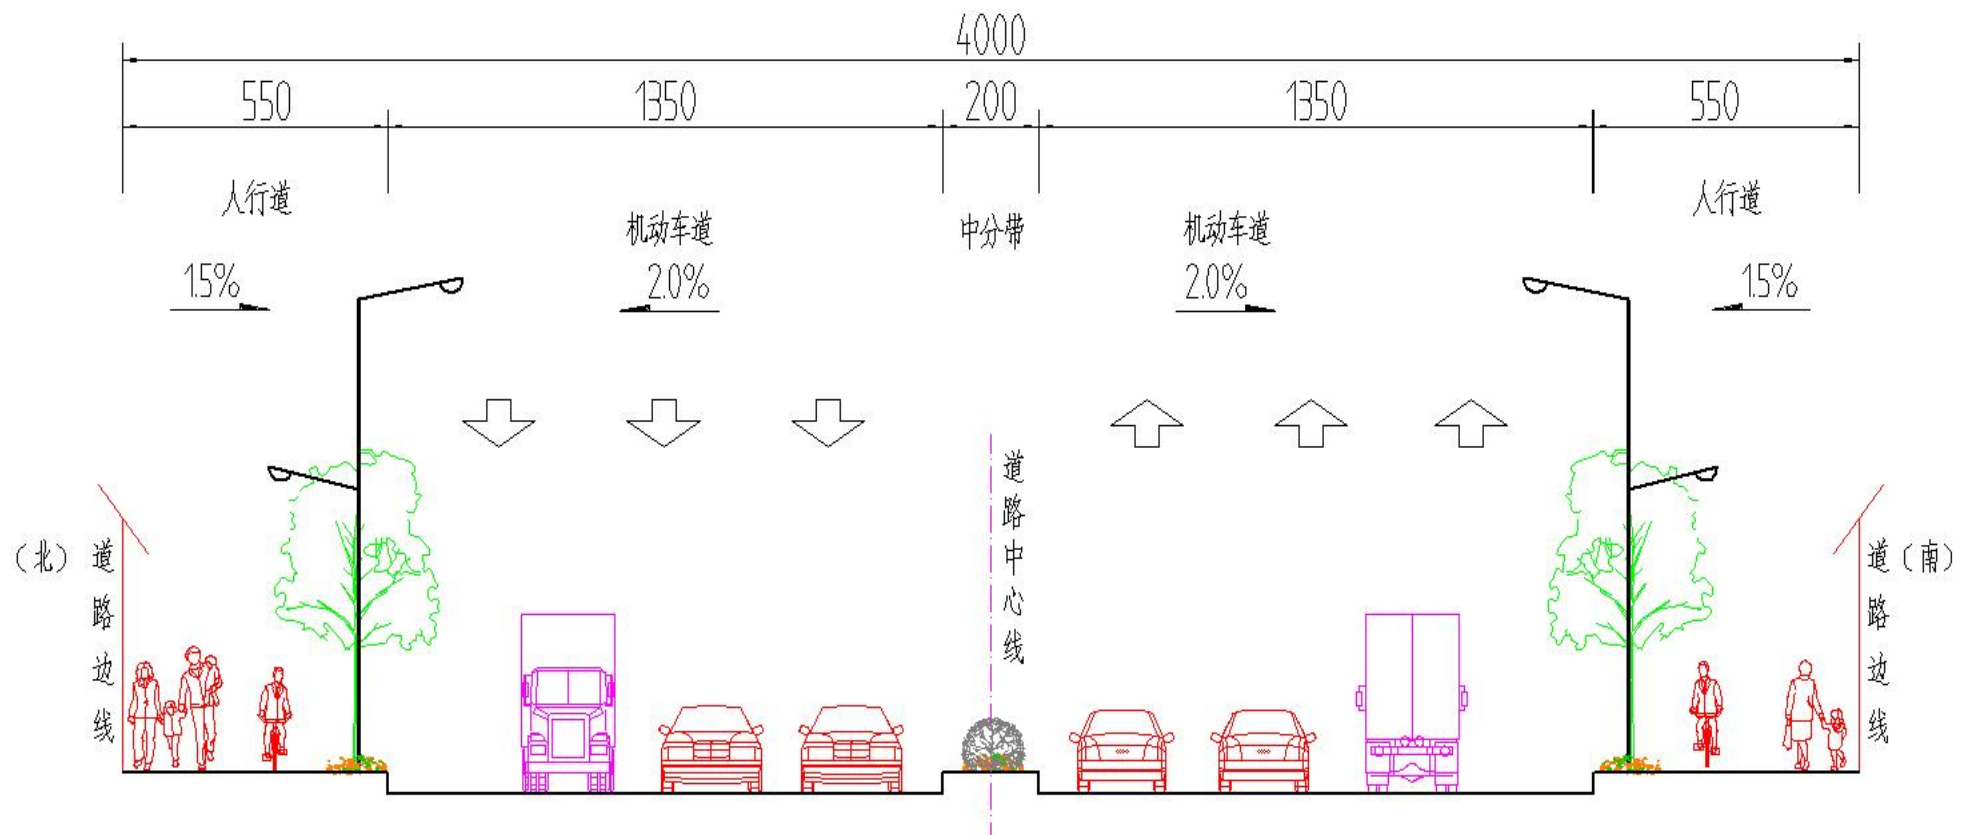 4000
550 1350 200 1350 550
人行道 机动车道 中分带 机动车道 人行道
1.5% 2.0% 2.0% 1.5%
道路中心线
(北) 道路边线
道路边线 (南)